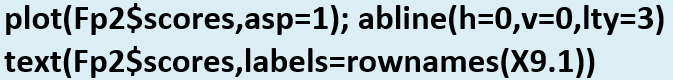 plot(Fp2$scores,asp=1); abline(h=0,v=0,lty=3)
text(Fp2$scores,labels=rownames(X9.1))